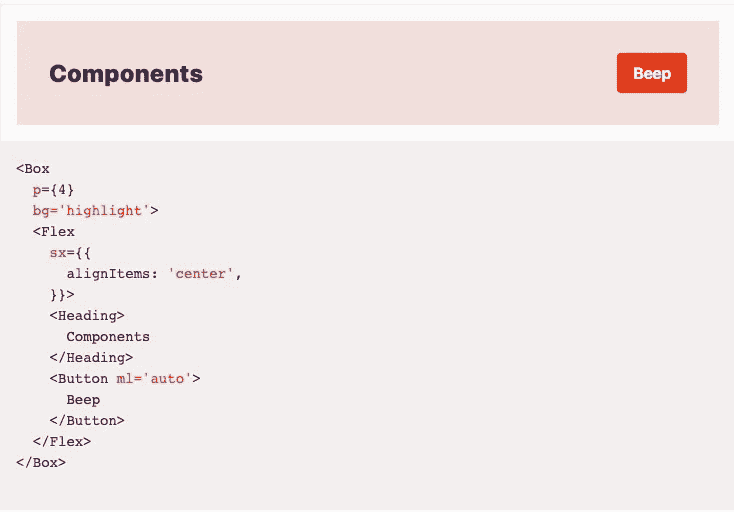 Components
Beep
<Box
  p={4}
  bg='highlight'>
  <Flex
    sx={{
      alignItems: 'center',
    }}>
    <Heading>
      Components
    </Heading>
    <Button ml='auto'>
      Beep
    </Button>
  </Flex>
</Box>